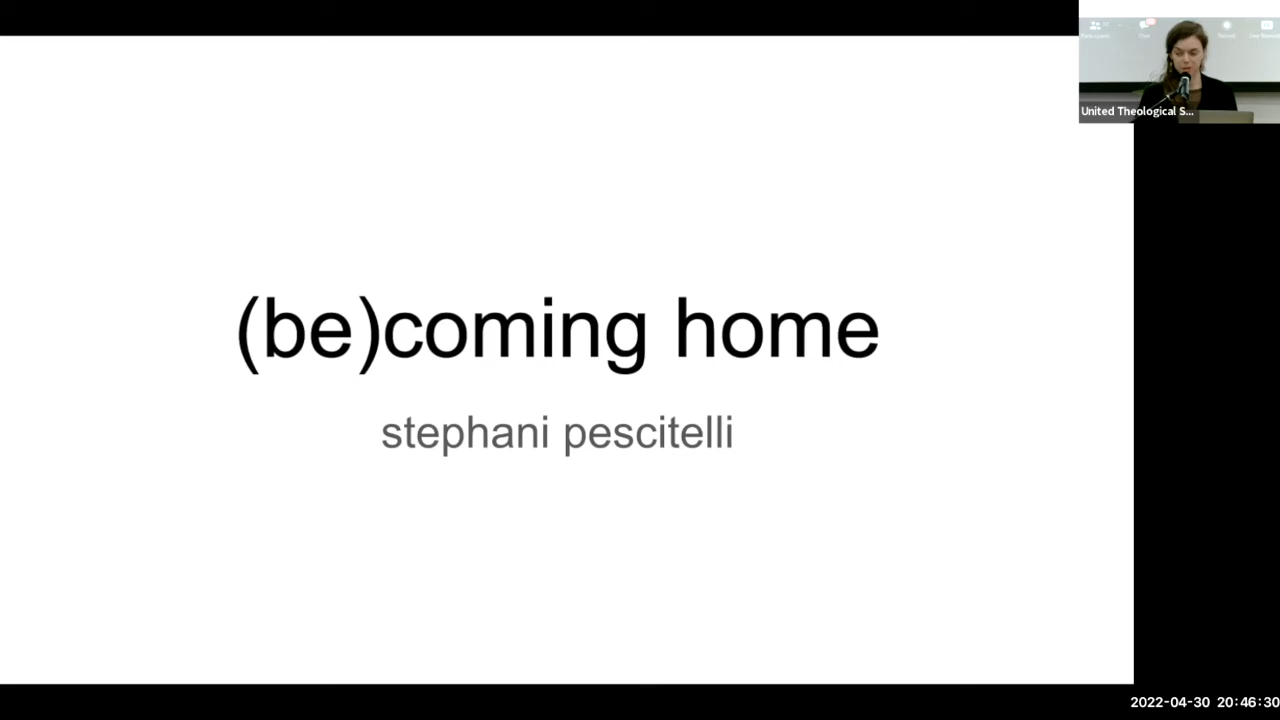 (be)coming home
stephani pescitelli
United Theological S...
2022-04-30 20:46:30